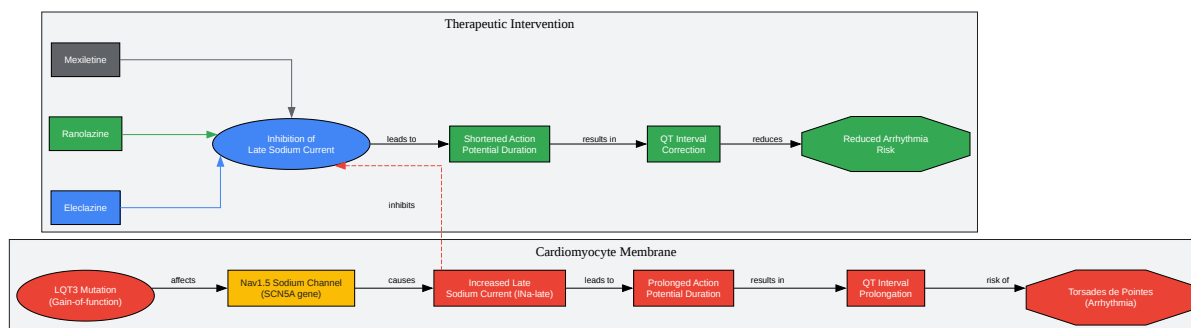 Therapeutic Intervention
Mexiletine
Ranolazine
Eleclazine
Inhibition of
Late Sodium Current
leads to
Shortened Action
Potential Duration
results in
QT Interval
Correction
reduces
Reduced Arrhythmia
Risk
inhibits
Cardiomyocyte Membrane
LQT3 Mutation
(Gain-of-function)
affects
Nav1.5 Sodium Channel
(SCN5A gene)
causes
Increased Late
Sodium Current (INa-late)
leads to
Prolonged Action
Potential Duration
results in
QT Interval
Prolongation
risk of
Torsades de Pointes
(Arrhythmia)